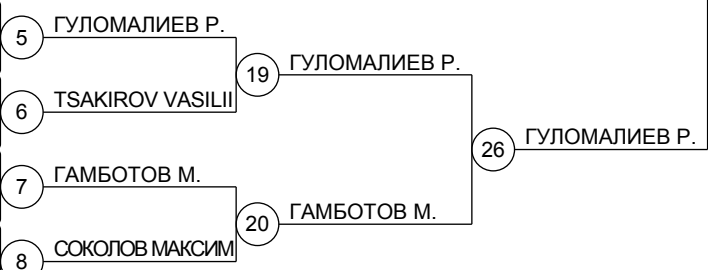 5 ГУЛОМАЛИЕВ Р.
19 ГУЛОМАЛИЕВ Р.
6 TSAKIROV VASILII
26 ГУЛОМАЛИЕВ Р.
7 ГАМБОТОВ М.
20 ГАМБОТОВ М.
8 СОКОЛОВ МАКСИМ